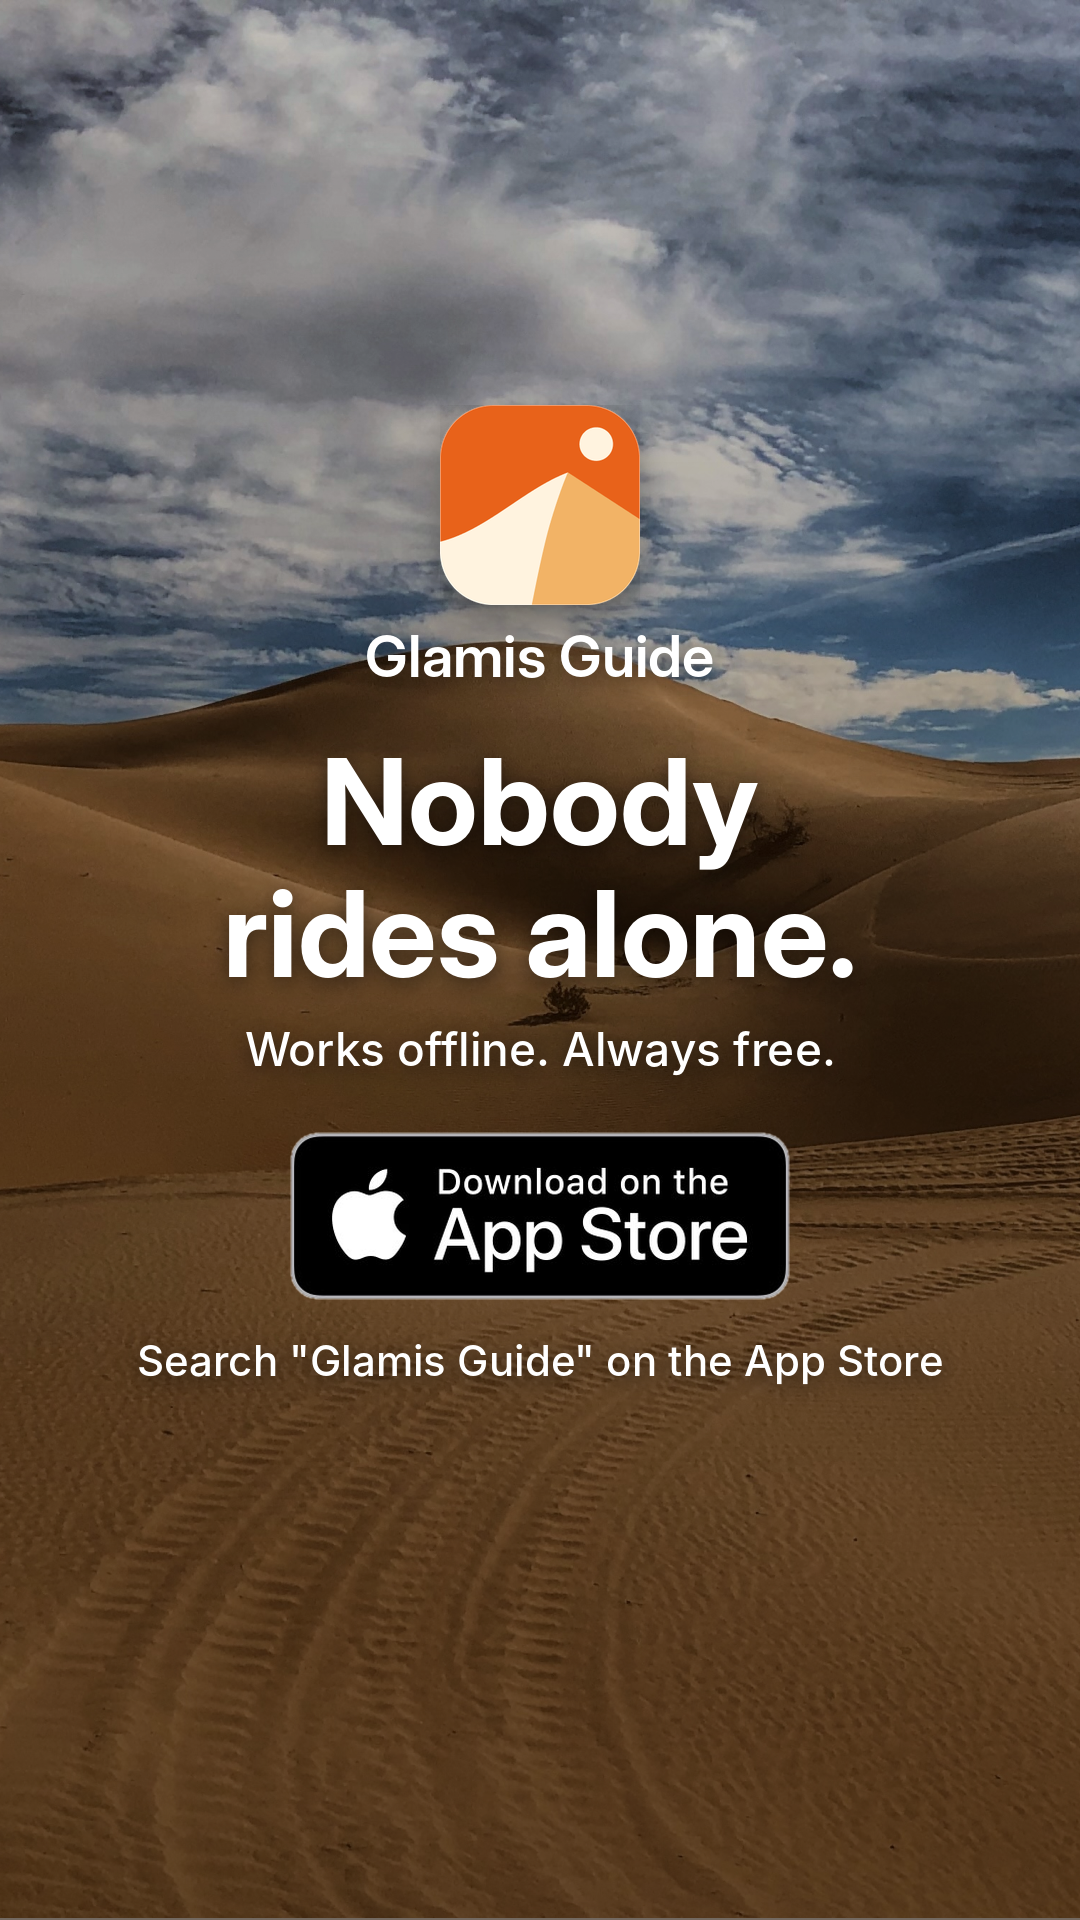 Glamis Guide
Nobody
rides alone.
Works offline. Always free.
Download on the
App Store
Search "Glamis Guide" on the App Store